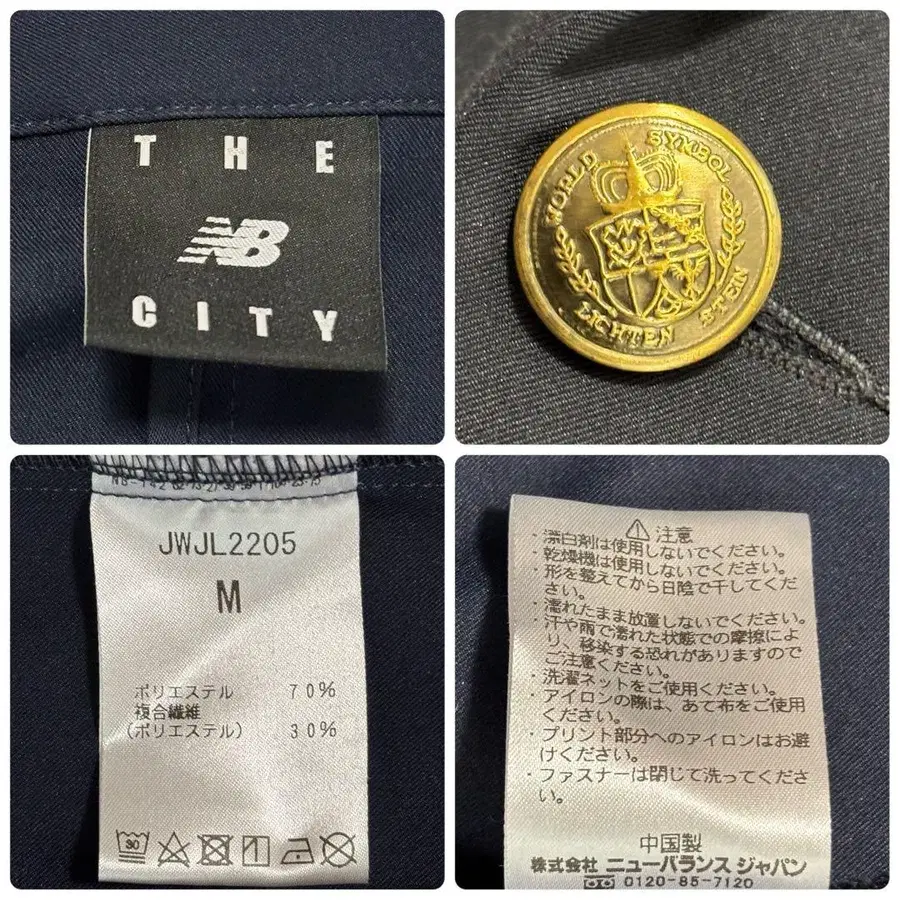 THE
NB
CITY
WORLD SYMBOL
LICHTEN STEIN
JWJL2205
M
ポリエステル 70%
複合繊維
(ポリエステル) 30%
30
注意
・漂白剤は使用しないでください。
・乾燥機は使用しないでください。
・形を整えてから日陰で干してくだ
さい。
・濡れたまま放置しないでください。
・汗や雨で濡れた状態での摩擦によ
り、移染する恐れがありますので
ご注意ください。
・洗濯ネットをご使用ください。
・アイロンの際は、あて布をご使用
ください。
・プリント部分へのアイロンはお避
けください。
・ファスナーは閉じて洗ってくださ
い。
中国製
株式会社 ニューバランス ジャパン
0120-85-7120